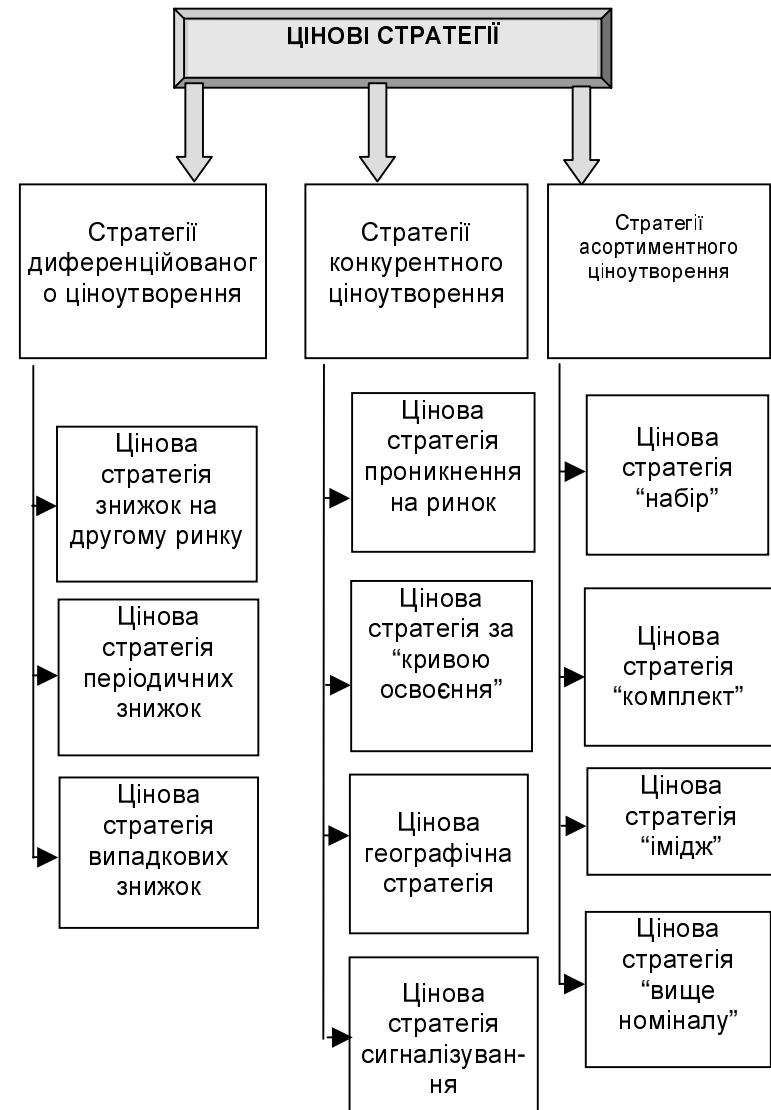 ЦІНОВІ СТРАТЕГІЇ
Стратегії
диференційованог
о ціноутворення
Стратегії
конкурентного
ціноутворення
Стратегії
асортиментного
ціноутворення
Цінова
стратегія
знижок на
другому ринку
Цінова
стратегія
періодичних
знижок
Цінова
стратегія
випадкових
знижок
Цінова
стратегія
проникнення
на ринок
Цінова
стратегія за
“кривою
освоєння”
Цінова
географічна
стратегія
Цінова
стратегія
сигналізуван-
ня
Цінова
стратегія
“набір”
Цінова
стратегія
“комплект”
Цінова
стратегія
“імідж”
Цінова
стратегія
“вище
номіналу”